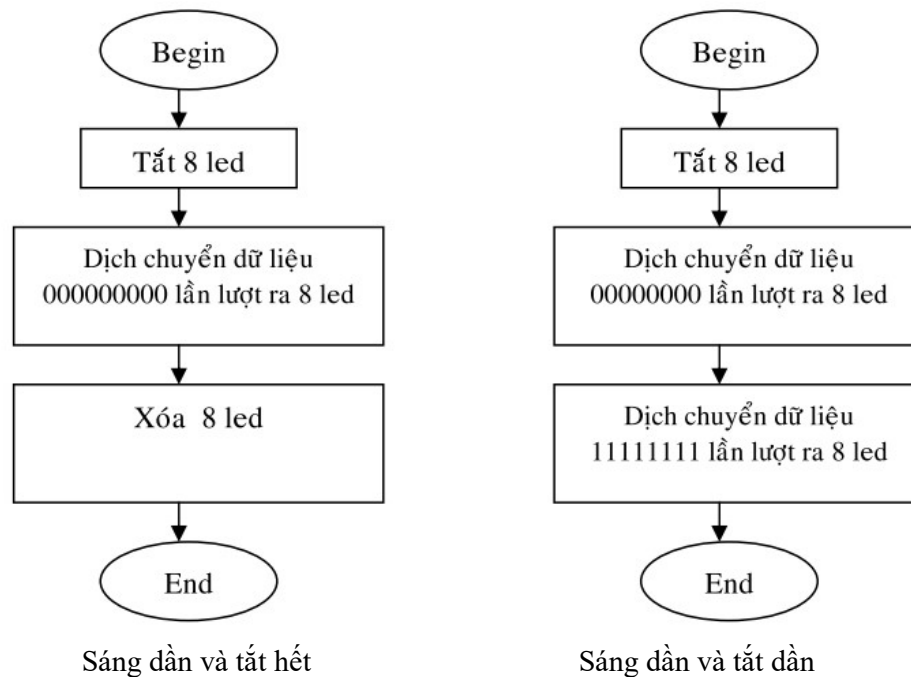 Begin
Tắt 8 led
Dịch chuyển dữ liệu
000000000 lần lượt ra 8 led
Xóa 8 led
End
Sáng dần và tắt hết
Begin
Tắt 8 led
Dịch chuyển dữ liệu
00000000 lần lượt ra 8 led
Dịch chuyển dữ liệu
11111111 lần lượt ra 8 led
End
Sáng dần và tắt dần